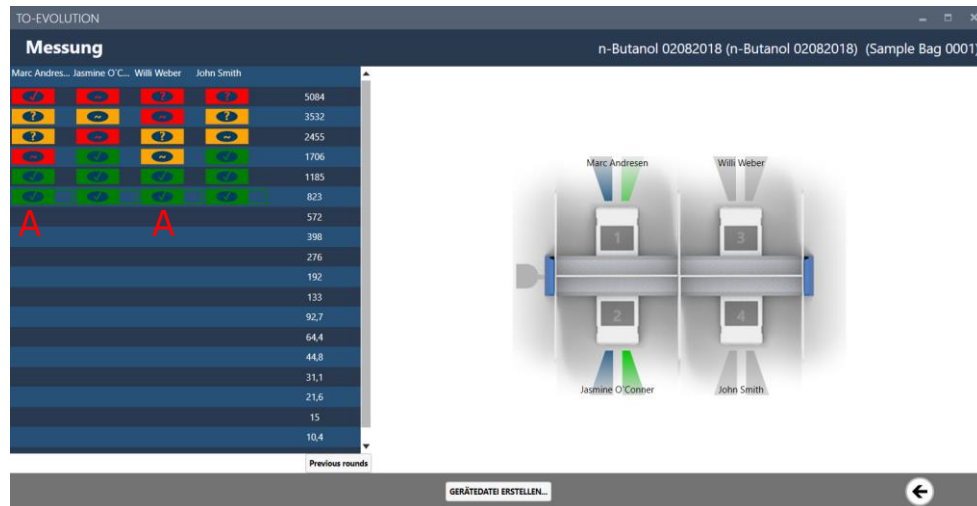 TO-EVOLUTION
Messung
n-Butanol 02082018 (n-Butanol 02082018) (Sample Bag 0001)
Marc Andres... Jasmine O´C... Willi Weber John Smith
✓ ~ ? ? 5084
? ~ ~ ? 3532
? ~ ? ~ 2455
~ ✓ ~ ✓ 1706
✓ ✓ ✓ ✓ 1185
✓ ✓ ✓ ✓ 823
A A
572
398
276
192
133
92,7
64,4
44,8
31,1
21,6
15
10,4
Previous rounds
Marc Andresen Willi Weber
1 3
2 4
Jasmine O´Conner John Smith
GERÄTEDATEI ERSTELLEN...